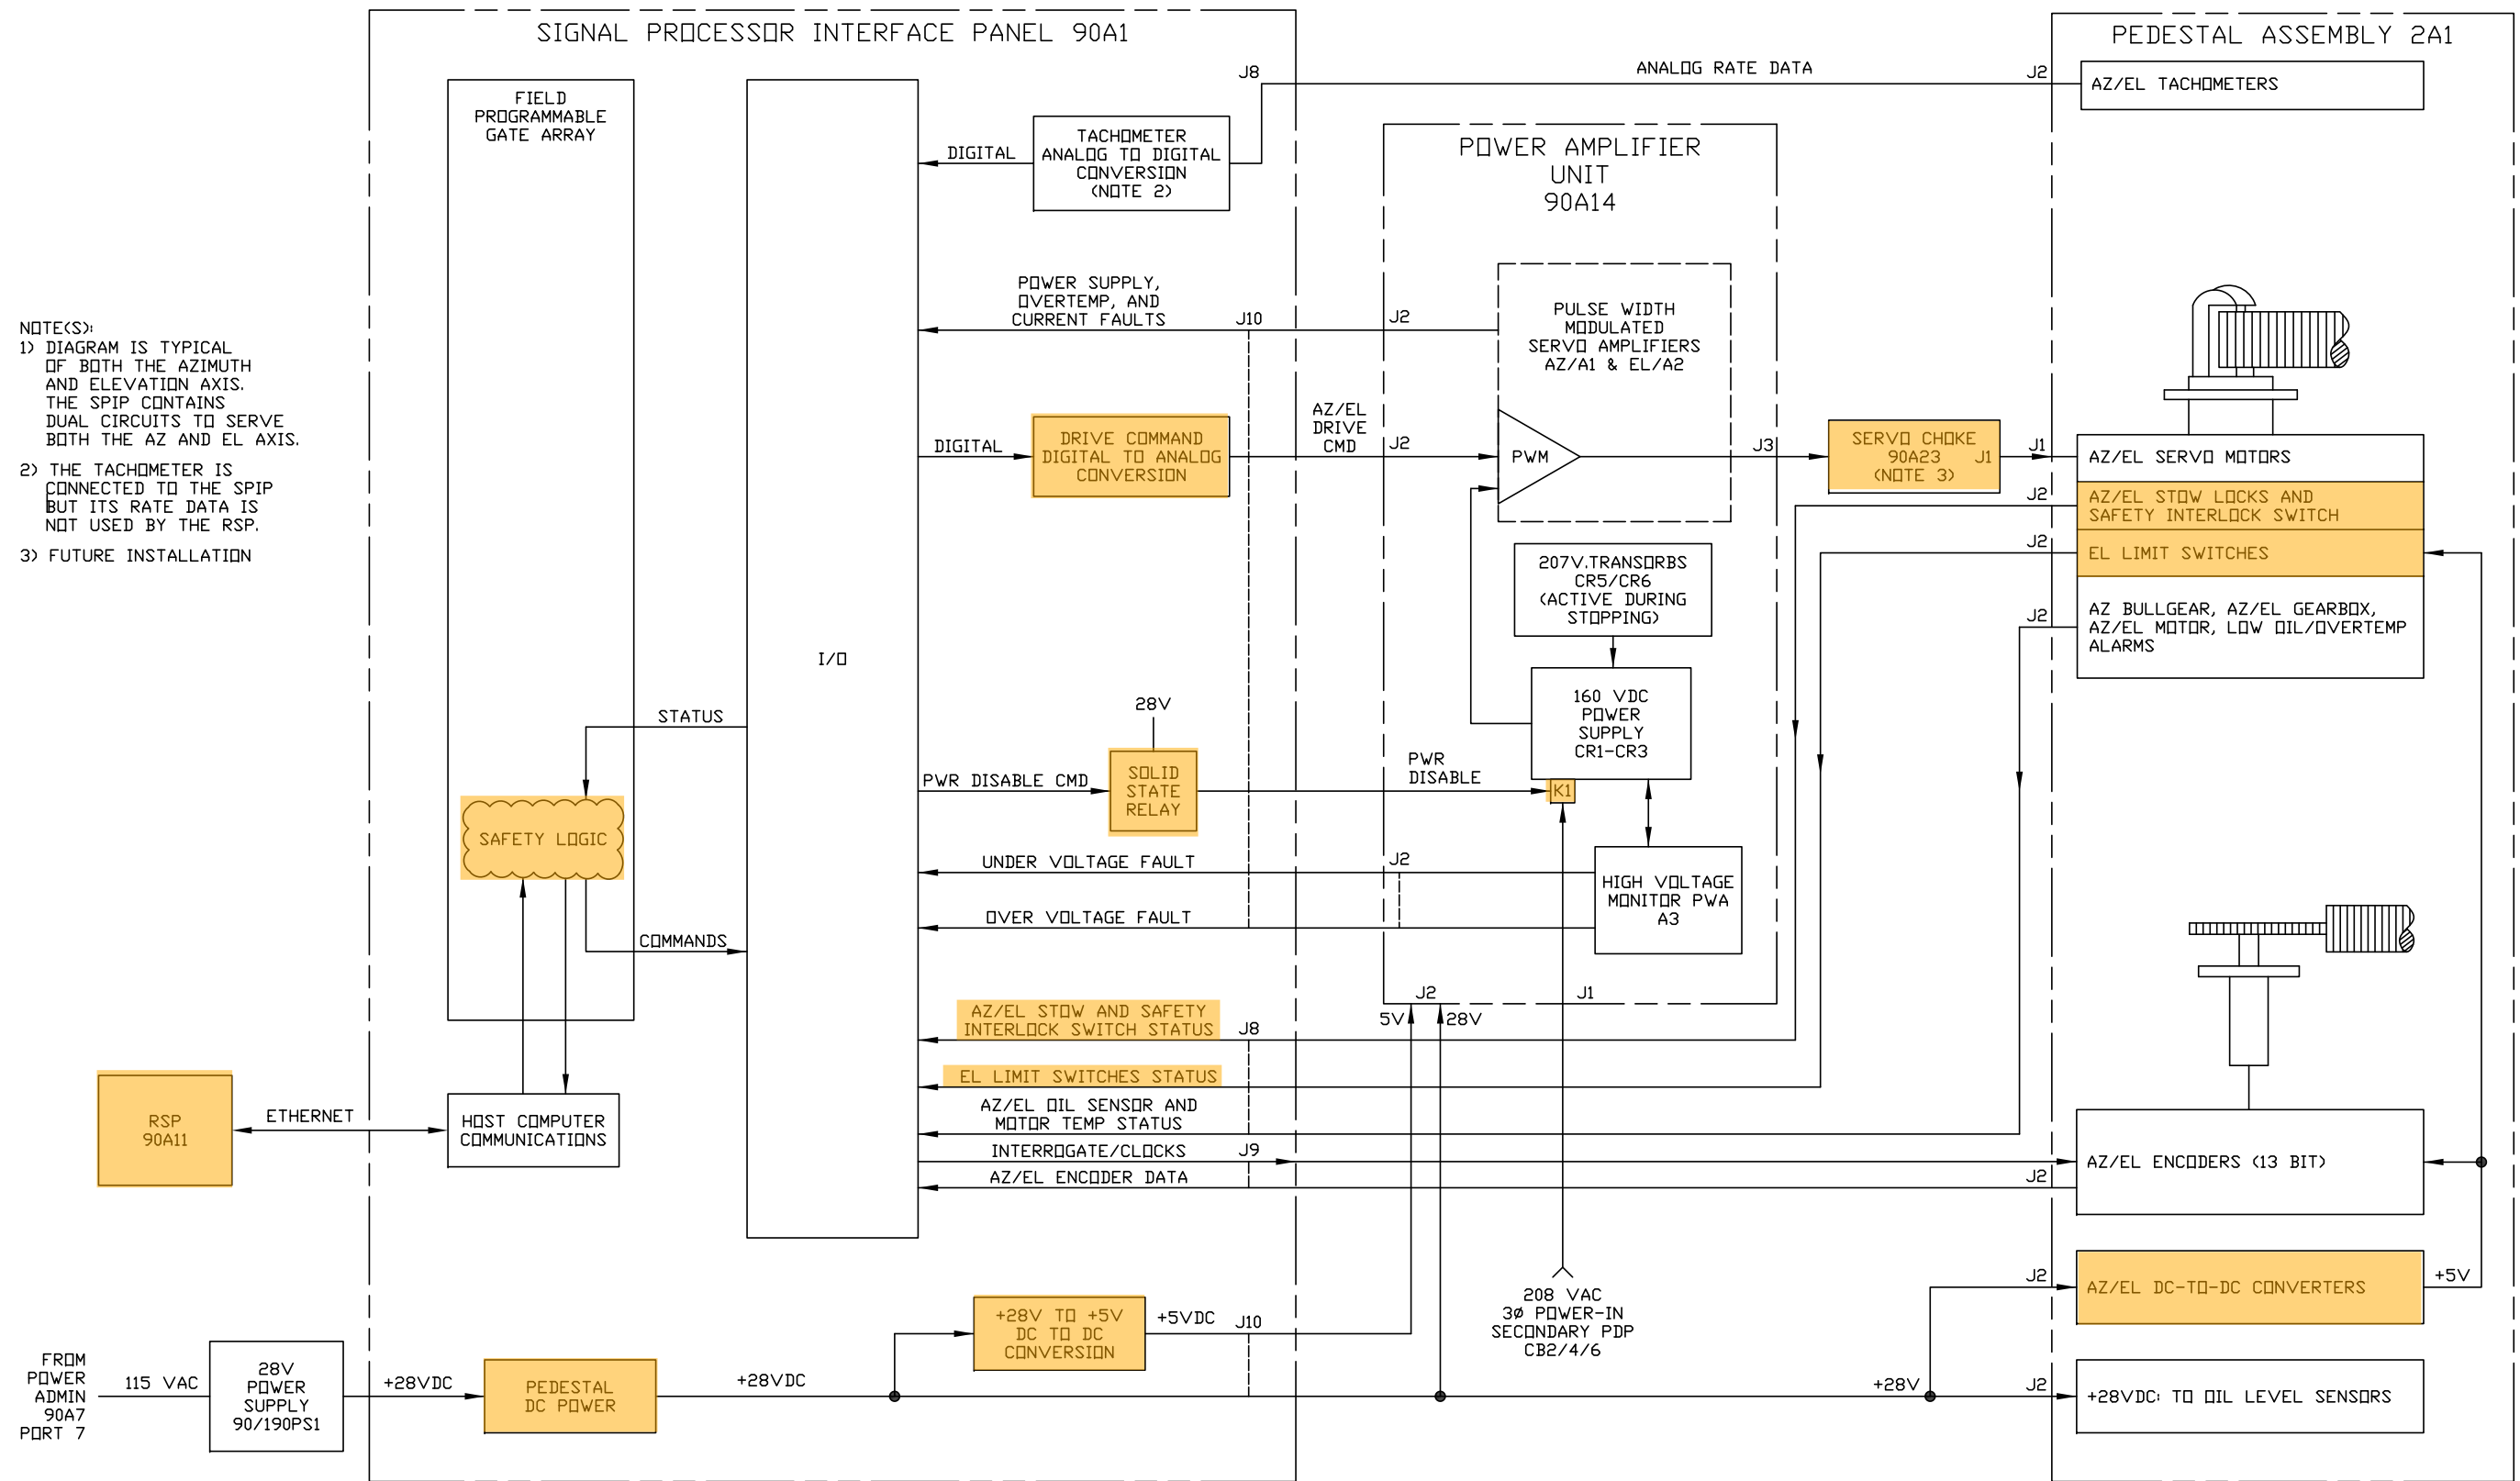 SIGNAL PROCESSOR INTERFACE PANEL 90A1
PEDESTAL ASSEMBLY 2A1
FIELD
PROGRAMMABLE
GATE ARRAY
J8
ANALOG RATE DATA
J2
AZ/EL TACHOMETERS
DIGITAL
TACHOMETER
ANALOG TO DIGITAL
CONVERSION
(NOTE 2)
POWER AMPLIFIER
UNIT
90A14
NOTE(S):
1) DIAGRAM IS TYPICAL
OF BOTH THE AZIMUTH
AND ELEVATION AXIS.
THE SPIP CONTAINS
DUAL CIRCUITS TO SERVE
BOTH THE AZ AND EL AXIS.
2) THE TACHOMETER IS
CONNECTED TO THE SPIP
BUT ITS RATE DATA IS
NOT USED BY THE RSP.
3) FUTURE INSTALLATION
POWER SUPPLY,
OVERTEMP, AND
CURRENT FAULTS
J10
J2
PULSE WIDTH
MODULATED
SERVO AMPLIFIERS
AZ/A1 & EL/A2
DIGITAL
DRIVE COMMAND
DIGITAL TO ANALOG
CONVERSION
AZ/EL
DRIVE
CMD
J2
PWM
J3
SERVO CHOKE
90A23 J1
(NOTE 3)
J1
AZ/EL SERVO MOTORS
J2
AZ/EL STOW LOCKS AND
SAFETY INTERLOCK SWITCH
J2
EL LIMIT SWITCHES
J2
AZ BULLGEAR, AZ/EL GEARBOX,
AZ/EL MOTOR, LOW OIL/OVERTEMP
ALARMS
207V.TRANSORBS
CR5/CR6
(ACTIVE DURING
STOPPING)
160 VDC
POWER
SUPPLY
CR1-CR3
I/O
STATUS
28V
PWR DISABLE CMD
SOLID
STATE
RELAY
PWR
DISABLE
K1
SAFETY LOGIC
UNDER VOLTAGE FAULT
J2
HIGH VOLTAGE
MONITOR PWA
A3
OVER VOLTAGE FAULT
COMMANDS
J2
J1
5V
28V
AZ/EL STOW AND SAFETY
INTERLOCK SWITCH STATUS
J8
EL LIMIT SWITCHES STATUS
RSP
90A11
ETHERNET
HOST COMPUTER
COMMUNICATIONS
AZ/EL OIL SENSOR AND
MOTOR TEMP STATUS
INTERROGATE/CLOCKS
J9
AZ/EL ENCODER DATA
AZ/EL ENCODERS (13 BIT)
J2
208 VAC
3Ø POWER-IN
SECONDARY PDP
CB2/4/6
J2
AZ/EL DC-TO-DC CONVERTERS
+5V
+28V TO +5V
DC TO DC
CONVERSION
+5VDC
J10
FROM
POWER
ADMIN
90A7
PORT 7
115 VAC
28V
POWER
SUPPLY
90/190PS1
+28VDC
PEDESTAL
DC POWER
+28VDC
+28V
J2
+28VDC: TO OIL LEVEL SENSORS